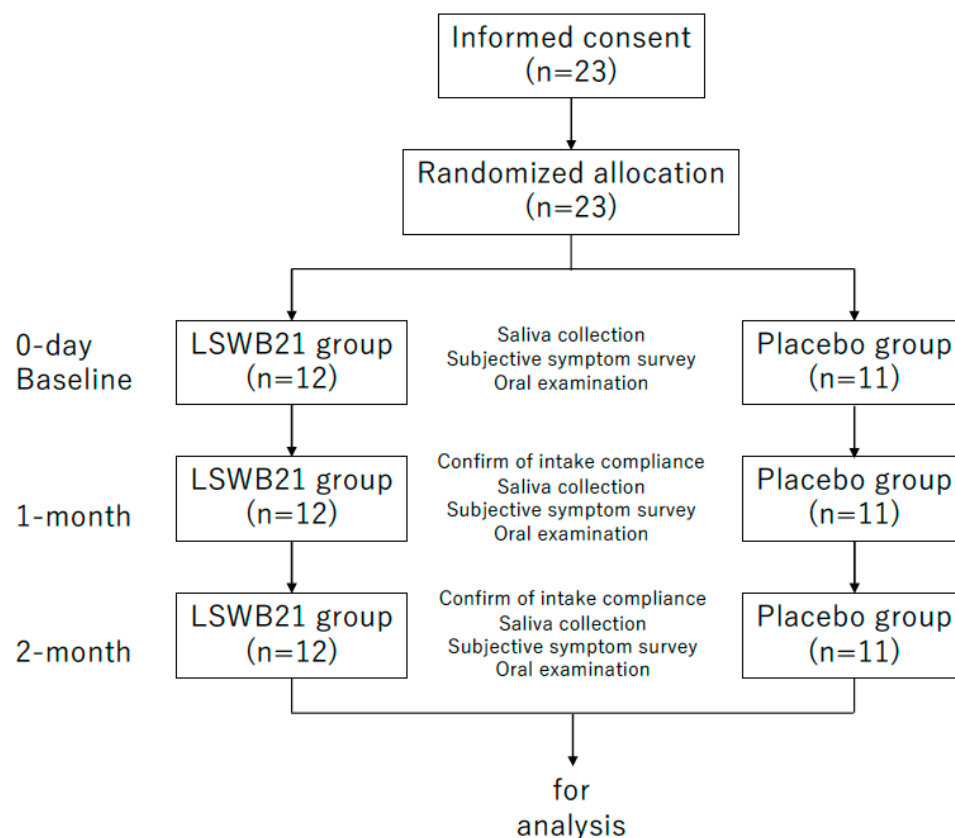 Informed consent
(n=23)
Randomized allocation
(n=23)
0-day
Baseline
LSWB21 group
(n=12)
Saliva collection
Subjective symptom survey
Oral examination
Placebo group
(n=11)
1-month
LSWB21 group
(n=12)
Confirm of intake compliance
Saliva collection
Subjective symptom survey
Oral examination
Placebo group
(n=11)
2-month
LSWB21 group
(n=12)
Confirm of intake compliance
Saliva collection
Subjective symptom survey
Oral examination
Placebo group
(n=11)
for
analysis